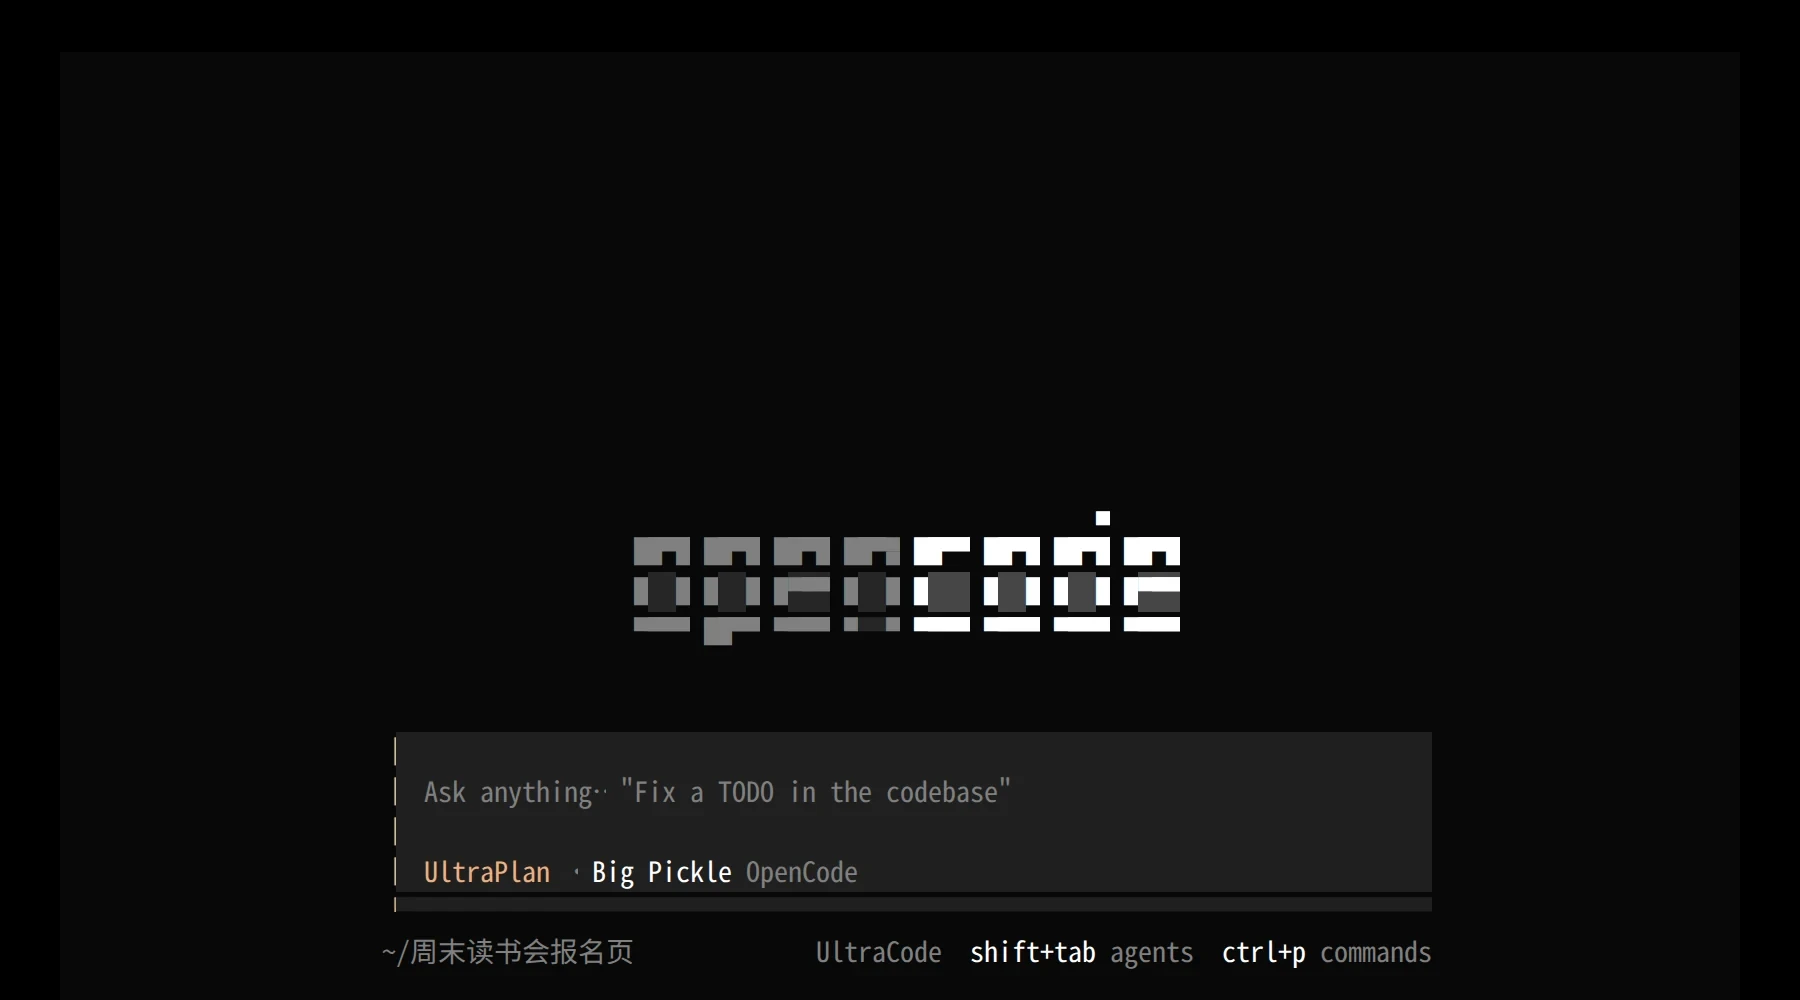 opencode
Ask anything·· "Fix a TODO in the codebase"
UltraPlan · Big Pickle OpenCode
~/周末读书会报名页 UltraCode shift+tab agents ctrl+p commands